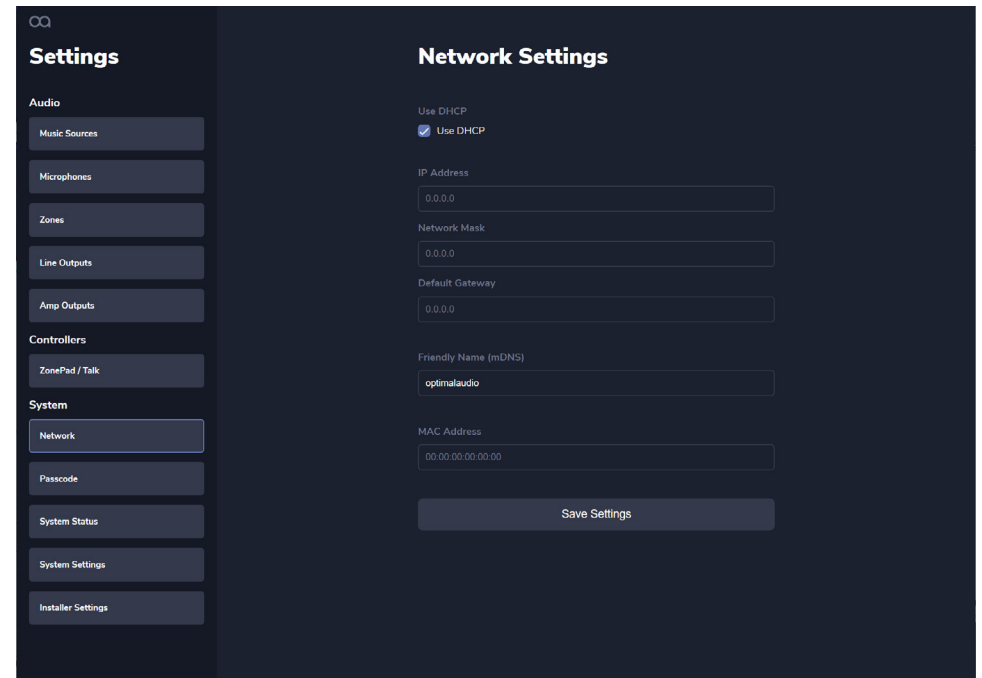 Settings
Audio
Music Sources
Microphones
Zones
Line Outputs
Amp Outputs
Controllers
ZonePad / Talk
System
Network
Passcode
System Status
System Settings
Installer Settings
Network Settings
Use DHCP
Use DHCP
IP Address
0.0.0.0
Network Mask
0.0.0.0
Default Gateway
0.0.0.0
Friendly Name (mDNS)
optimalaudio
MAC Address
00:00:00:00:00:00
Save Settings